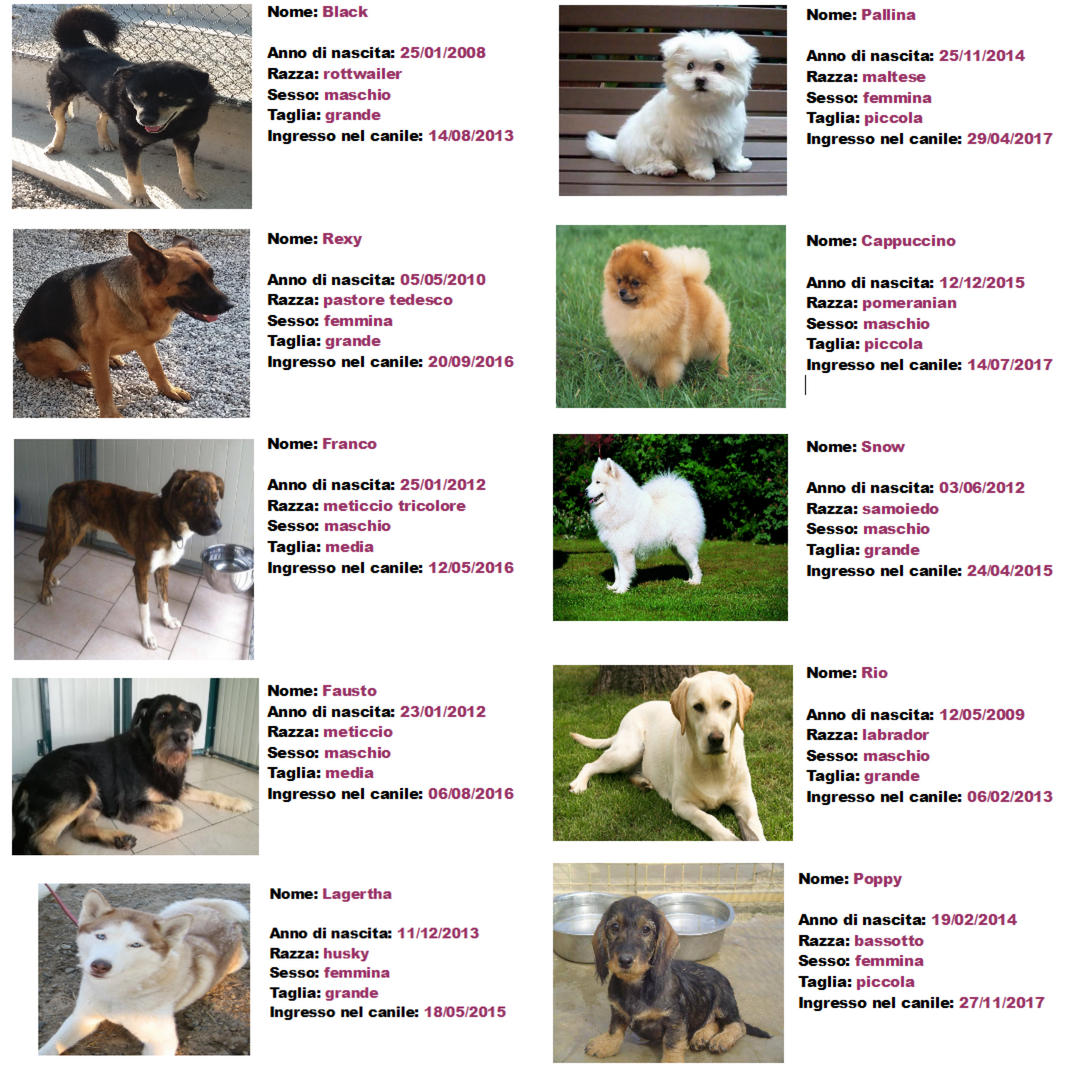 Nome: Black
Anno di nascita: 25/01/2008
Razza: rottwailer
Sesso: maschio
Taglia: grande
Ingresso nel canile: 14/08/2013
Nome: Pallina
Anno di nascita: 25/11/2014
Razza: maltese
Sesso: femmina
Taglia: piccola
Ingresso nel canile: 29/04/2017
Nome: Rexy
Anno di nascita: 05/05/2010
Razza: pastore tedesco
Sesso: femmina
Taglia: grande
Ingresso nel canile: 20/09/2016
Nome: Cappuccino
Anno di nascita: 12/12/2015
Razza: pomeranian
Sesso: maschio
Taglia: piccola
Ingresso nel canile: 14/07/2017
Nome: Franco
Anno di nascita: 25/01/2012
Razza: meticcio tricolore
Sesso: maschio
Taglia: media
Ingresso nel canile: 12/05/2016
Nome: Snow
Anno di nascita: 03/06/2012
Razza: samoiedo
Sesso: maschio
Taglia: grande
Ingresso nel canile: 24/04/2015
Nome: Fausto
Anno di nascita: 23/01/2012
Razza: meticcio
Sesso: maschio
Taglia: media
Ingresso nel canile: 06/08/2016
Nome: Rio
Anno di nascita: 12/05/2009
Razza: labrador
Sesso: maschio
Taglia: grande
Ingresso nel canile: 06/02/2013
Nome: Lagertha
Anno di nascita: 11/12/2013
Razza: husky
Sesso: femmina
Taglia: grande
Ingresso nel canile: 18/05/2015
Nome: Poppy
Anno di nascita: 19/02/2014
Razza: bassotto
Sesso: femmina
Taglia: piccola
Ingresso nel canile: 27/11/2017